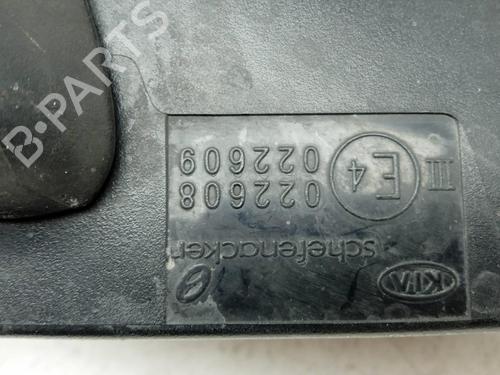 KIA
Schefenacker
E4
022608
022609
III
B-PARTS